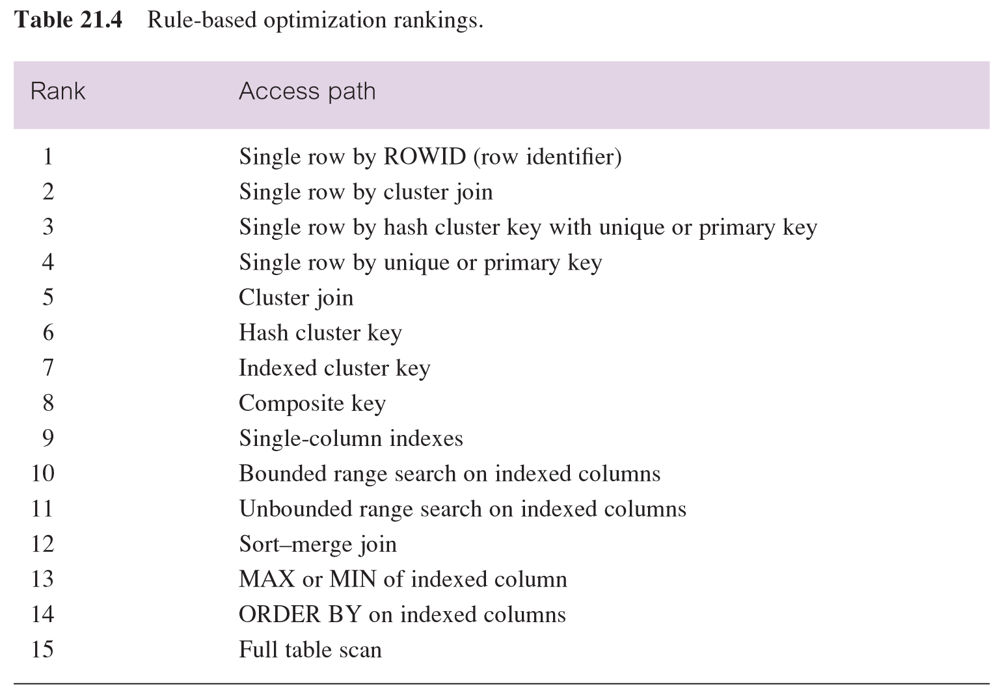 Table 21.4 Rule-based optimization rankings.
Rank Access path
1 Single row by ROWID (row identifier)
2 Single row by cluster join
3 Single row by hash cluster key with unique or primary key
4 Single row by unique or primary key
5 Cluster join
6 Hash cluster key
7 Indexed cluster key
8 Composite key
9 Single-column indexes
10 Bounded range search on indexed columns
11 Unbounded range search on indexed columns
12 Sort–merge join
13 MAX or MIN of indexed column
14 ORDER BY on indexed columns
15 Full table scan